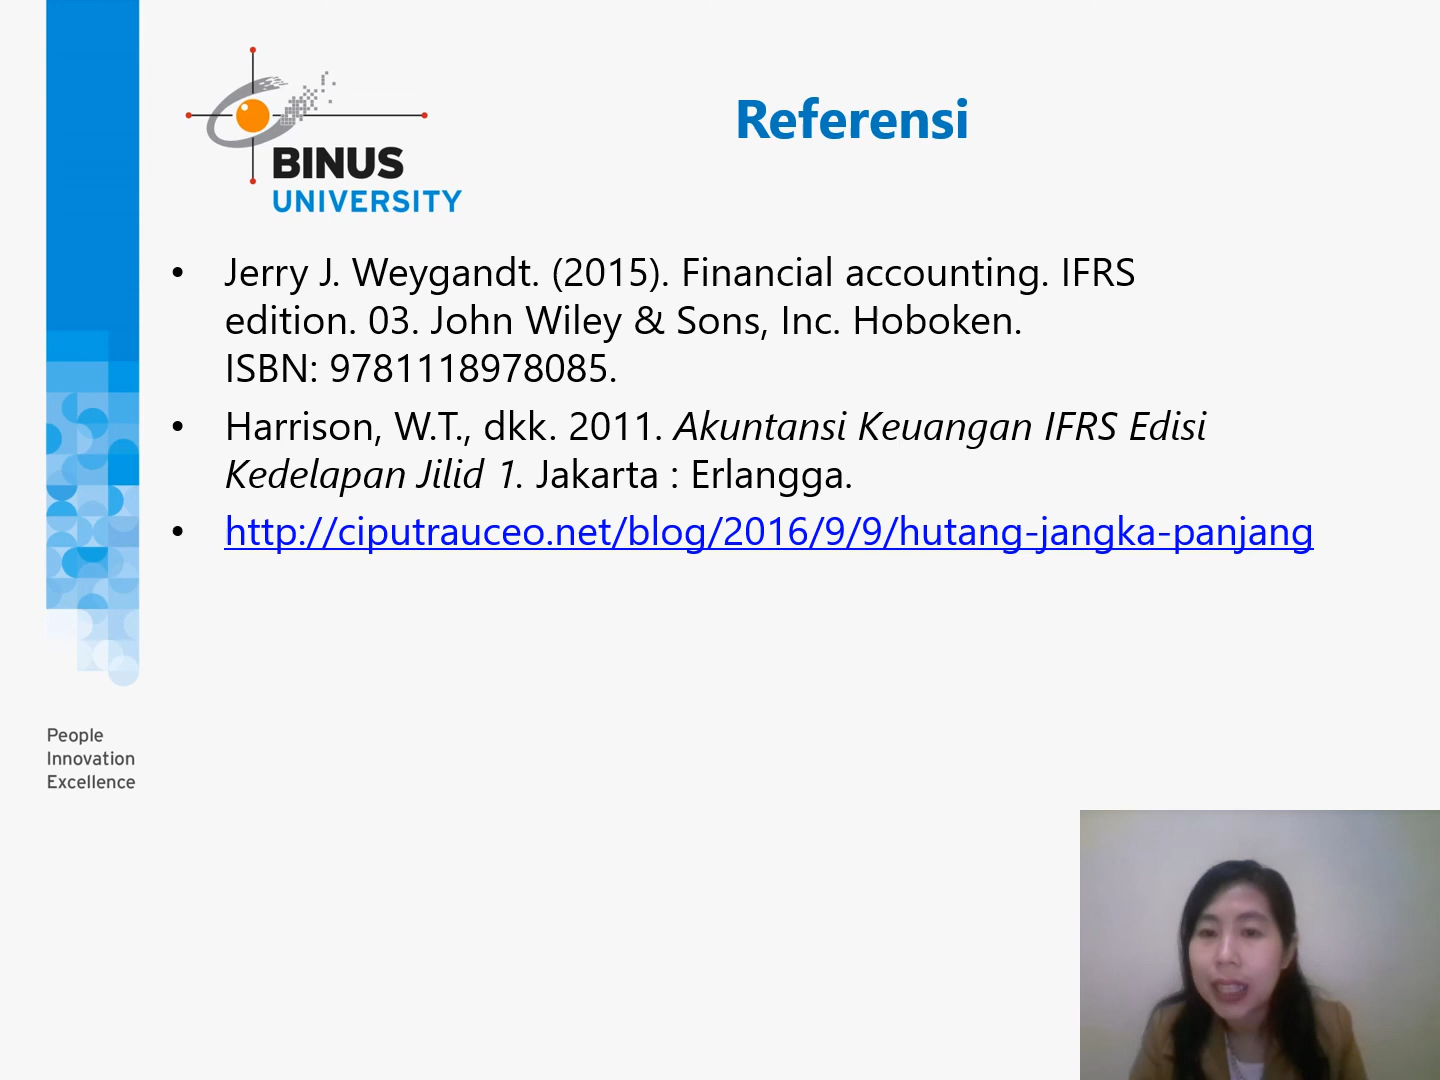 BINUS
UNIVERSITY
Referensi
• Jerry J. Weygandt. (2015). Financial accounting. IFRS
edition. 03. John Wiley & Sons, Inc. Hoboken.
ISBN: 9781118978085.
• Harrison, W.T., dkk. 2011. Akuntansi Keuangan IFRS Edisi
Kedelapan Jilid 1. Jakarta : Erlangga.
• http://ciputrauceo.net/blog/2016/9/9/hutang-jangka-panjang
People
Innovation
Excellence